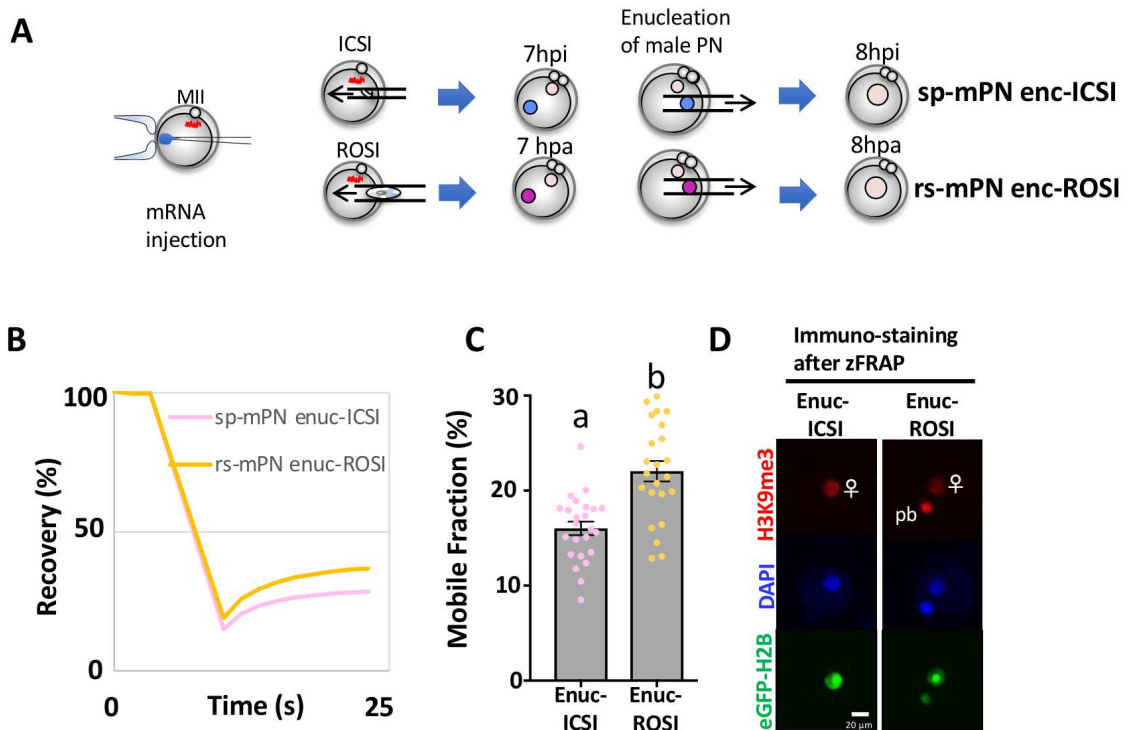 A
MII
mRNA
injection
ICSI
ROSI
7hpi
7 hpa
Enucleation
of male PN
8hpi
sp-mPN enc-ICSI
8hpa
rs-mPN enc-ROSI
B
Recovery (%)
100
50
0
sp-mPN enuc-ICSI
rs-mPN enuc-ROSI
0
Time (s)
25
C
Mobile Fraction (%)
30
20
10
0
a
b
Enuc-
ICSI
Enuc-
ROSI
D
Immuno-staining
after zFRAP
Enuc-
ICSI
Enuc-
ROSI
H3K9me3
♀
♀
pb
DAPI
eGFP-H2B
20 µm